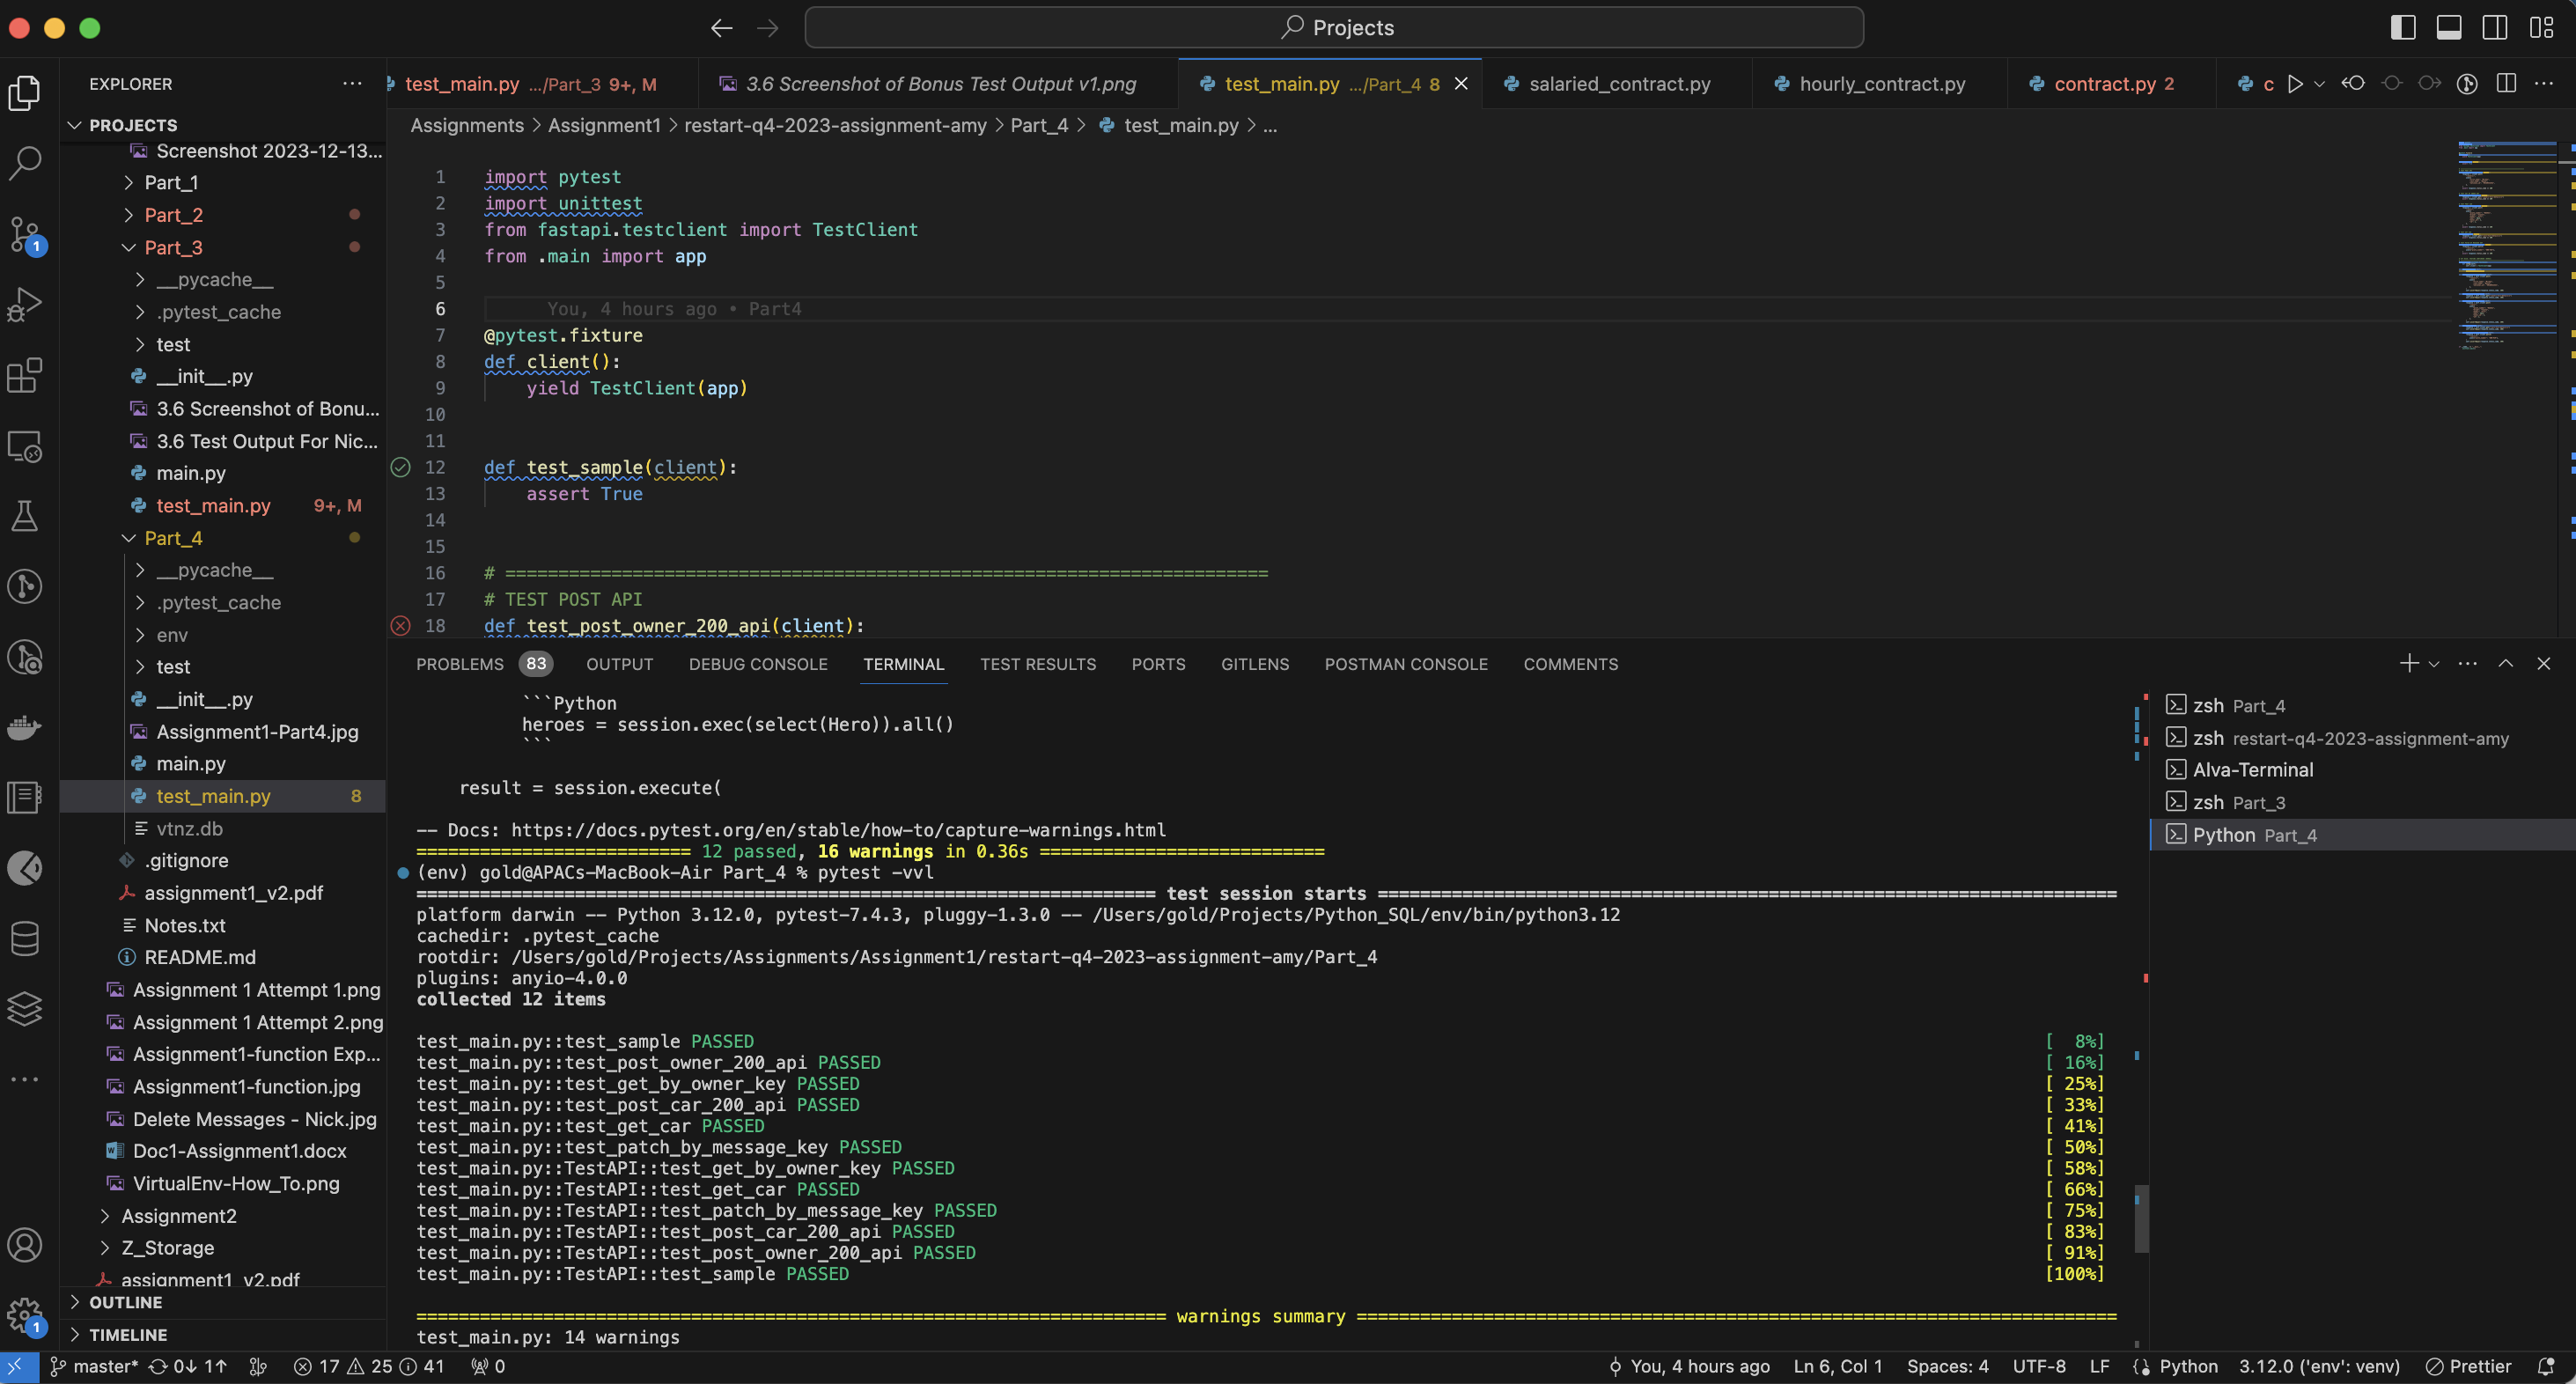 Projects
EXPLORER
PROJECTS
Screenshot 2023-12-13...
Part_1
Part_2
Part_3
__pycache__
.pytest_cache
test
__init__.py
3.6 Screenshot of Bonu...
3.6 Test Output For Nic...
main.py
test_main.py 9+, M
Part_4
__pycache__
.pytest_cache
env
test
__init__.py
Assignment1-Part4.jpg
main.py
test_main.py 8
vtnz.db
.gitignore
assignment1_v2.pdf
Notes.txt
README.md
Assignment 1 Attempt 1.png
Assignment 1 Attempt 2.png
Assignment1-function Exp...
Assignment1-function.jpg
Delete Messages - Nick.jpg
Doc1-Assignment1.docx
VirtualEnv-How_To.png
Assignment2
Z_Storage
assignment1_v2.pdf
OUTLINE
TIMELINE
1
1
test_main.py .../Part_3 9+, M
3.6 Screenshot of Bonus Test Output v1.png
test_main.py .../Part_4 8
salaried_contract.py
hourly_contract.py
contract.py 2
c
Assignments > Assignment1 > restart-q4-2023-assignment-amy > Part_4 > test_main.py > ...
1 import pytest
2 import unittest
3 from fastapi.testclient import TestClient
4 from .main import app
5
6 You, 4 hours ago • Part4
7 @pytest.fixture
8 def client():
9 yield TestClient(app)
10
11
12 def test_sample(client):
13 assert True
14
15
16 # ========================================================================
17 # TEST POST API
18 def test_post_owner_200_api(client):
PROBLEMS 83 OUTPUT DEBUG CONSOLE TERMINAL TEST RESULTS PORTS GITLENS POSTMAN CONSOLE COMMENTS
```Python
heroes = session.exec(select(Hero)).all()
```
result = session.execute(
-- Docs: https://docs.pytest.org/en/stable/how-to/capture-warnings.html
========================== 12 passed, 16 warnings in 0.36s ===========================
(env) gold@APACs-MacBook-Air Part_4 % pytest -vvl
====================================================================== test session starts ======================================================================
platform darwin -- Python 3.12.0, pytest-7.4.3, pluggy-1.3.0 -- /Users/gold/Projects/Python_SQL/env/bin/python3.12
cachedir: .pytest_cache
rootdir: /Users/gold/Projects/Assignments/Assignment1/restart-q4-2023-assignment-amy/Part_4
plugins: anyio-4.0.0
collected 12 items
test_main.py::test_sample PASSED [ 8%]
test_main.py::test_post_owner_200_api PASSED [ 16%]
test_main.py::test_get_by_owner_key PASSED [ 25%]
test_main.py::test_post_car_200_api PASSED [ 33%]
test_main.py::test_get_car PASSED [ 41%]
test_main.py::test_patch_by_message_key PASSED [ 50%]
test_main.py::TestAPI::test_get_by_owner_key PASSED [ 58%]
test_main.py::TestAPI::test_get_car PASSED [ 66%]
test_main.py::TestAPI::test_patch_by_message_key PASSED [ 75%]
test_main.py::TestAPI::test_post_car_200_api PASSED [ 83%]
test_main.py::TestAPI::test_post_owner_200_api PASSED [ 91%]
test_main.py::TestAPI::test_sample PASSED [100%]
======================================================================= warnings summary ========================================================================
test_main.py: 14 warnings
zsh Part_4
zsh restart-q4-2023-assignment-amy
Alva-Terminal
zsh Part_3
Python Part_4
master* 0↓ 1↑ 17 25 41 0 You, 4 hours ago Ln 6, Col 1 Spaces: 4 UTF-8 LF Python 3.12.0 ('env': venv) Prettier